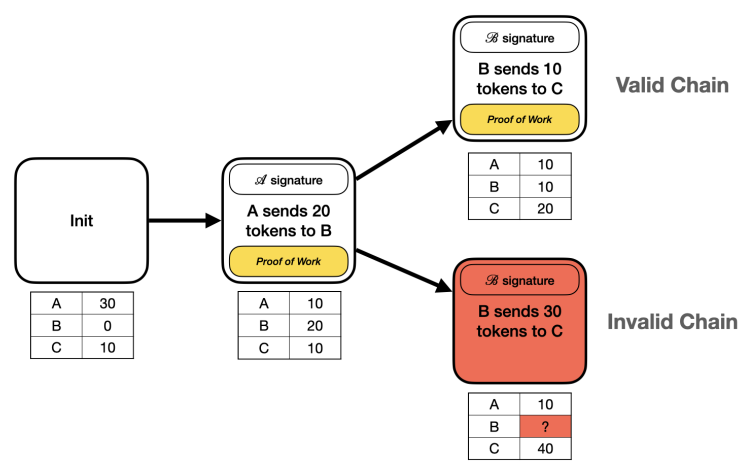 ℬ signature
B sends 10
tokens to C
Proof of Work
Valid Chain
A 10
B 10
C 20
Init
A 30
B 0
C 10
𝒜 signature
A sends 20
tokens to B
Proof of Work
A 10
B 20
C 10
ℬ signature
B sends 30
tokens to C
Invalid Chain
A 10
B ?
C 40